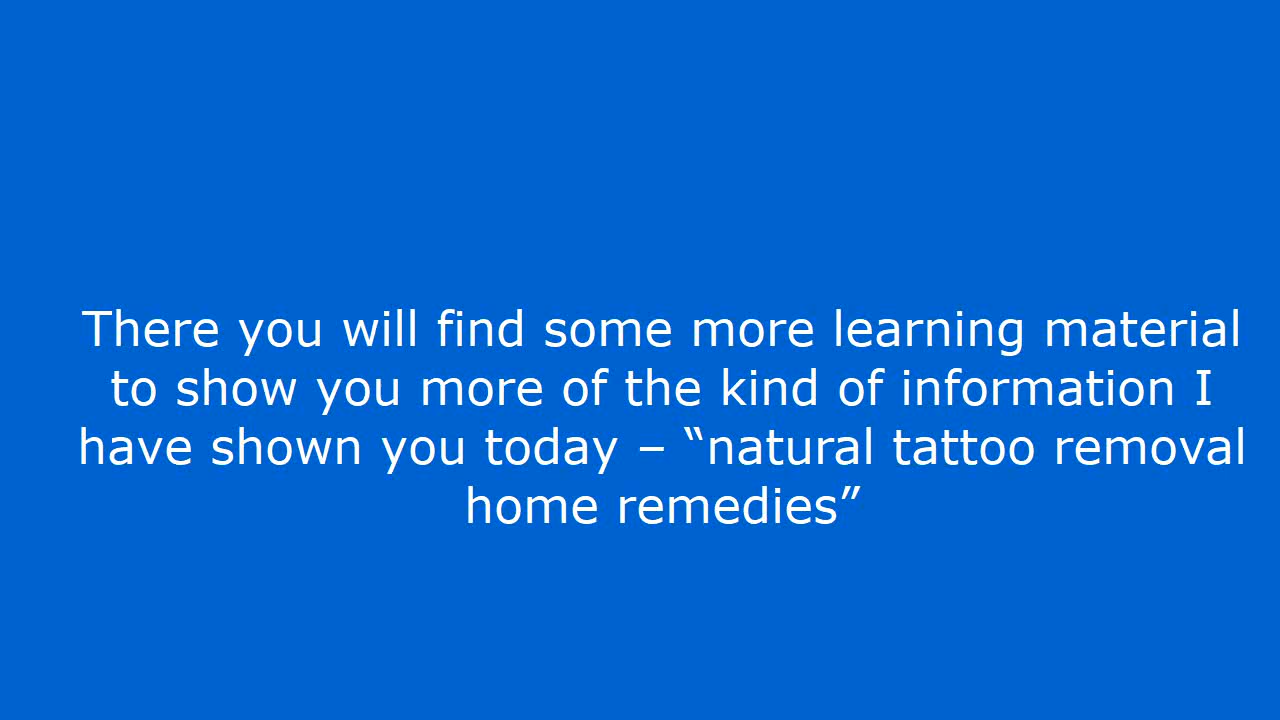 There you will find some more learning material
to show you more of the kind of information I
have shown you today – “natural tattoo removal
home remedies”